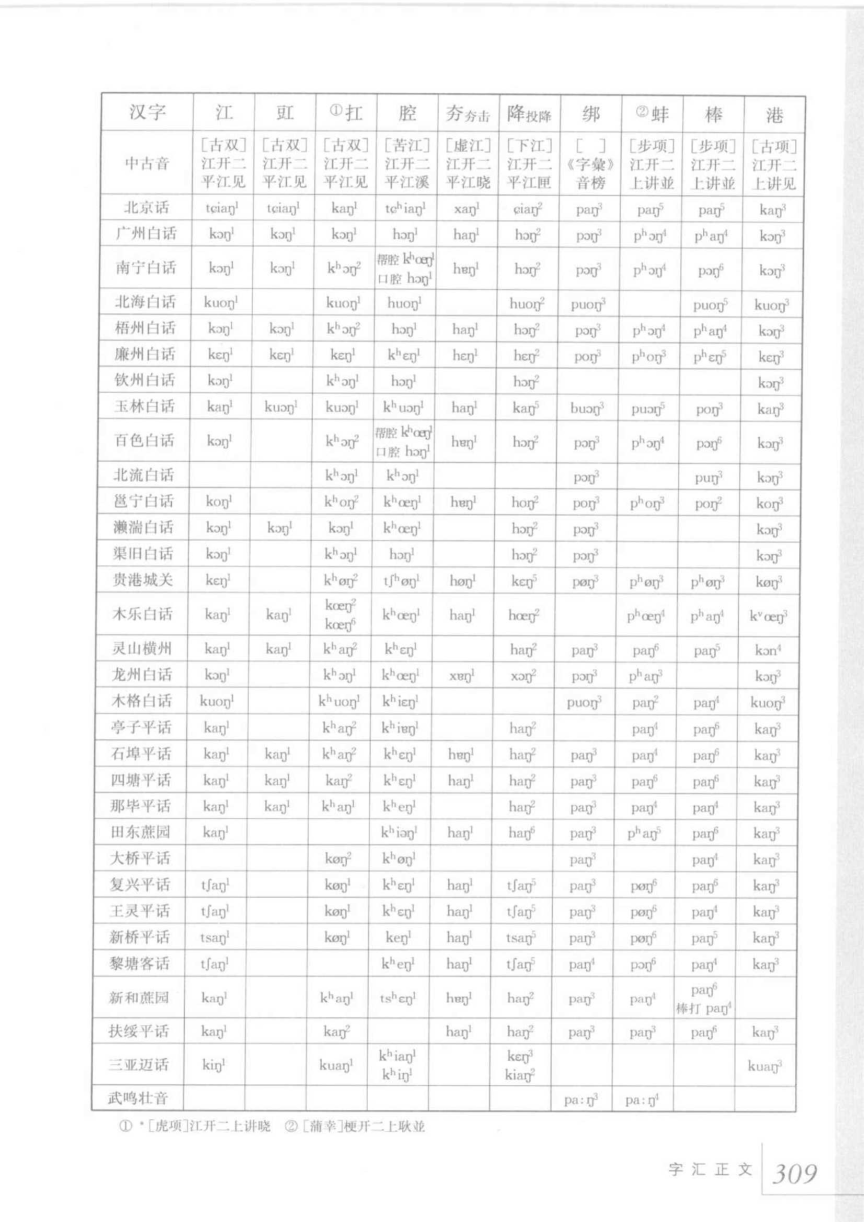 汉字 江 豇 ①扛 腔 夯夯击 降投降 绑 ②蚌 棒 港
中古音 [古双]江开二平江见 [古双]江开二平江见 [古双]江开二平江见 [苦江]江开二平江溪 [虚江]江开二平江晓 [下江]江开二平江匣 [ ]《字彙》音榜 [步项]江开二上讲並 [步项]江开二上讲並 [古项]江开二上讲见
北京话 tɕiaŋ¹ tɕiaŋ¹ kaŋ¹ tɕʰiaŋ¹ xaŋ¹ ɕiaŋ² paŋ³ paŋ⁵ paŋ⁵ kaŋ³
广州白话 kɔŋ¹ kɔŋ¹ kɔŋ¹ hɔŋ¹ haŋ¹ hɔŋ² pɔŋ³ pʰɔŋ⁴ pʰaŋ⁴ kɔŋ³
南宁白话 kɔŋ¹ kɔŋ¹ kʰɔŋ² 帮腔 kʰœŋ¹ 口腔 hɔŋ¹ hɐŋ¹ hɔŋ² pɔŋ³ pʰɔŋ⁴ pɔŋ⁶ kɔŋ³
北海白话 kuoŋ¹ kuoŋ¹ huoŋ¹ huoŋ² puoŋ³ puoŋ⁵ kuoŋ³
梧州白话 kɔŋ¹ kɔŋ¹ kʰɔŋ² hɔŋ¹ haŋ¹ hɔŋ² pɔŋ³ pʰɔŋ⁴ pʰaŋ⁴ kɔŋ³
廉州白话 kɛŋ¹ kɛŋ¹ kɛŋ¹ kʰɛŋ¹ hɛŋ¹ hɛŋ² poŋ³ pʰoŋ³ pʰɛŋ⁵ kɛŋ³
钦州白话 kɔŋ¹ kʰɔŋ¹ hɔŋ¹ hɔŋ² kɔŋ³
玉林白话 kaŋ¹ kuɔŋ¹ kuɔŋ¹ kʰuɔŋ¹ haŋ¹ kaŋ⁵ buɔŋ³ puɔŋ⁵ poŋ³ kaŋ³
百色白话 kɔŋ¹ kʰɔŋ² 帮腔 kʰœŋ¹ 口腔 hɔŋ¹ hɐŋ¹ hɔŋ² pɔŋ³ pʰɔŋ⁴ pɔŋ⁶ kɔŋ³
北流白话 kʰɔŋ¹ kʰɔŋ¹ pɔŋ³ puŋ³ kɔŋ³
邕宁白话 koŋ¹ kʰoŋ² kʰœŋ¹ hɐŋ¹ hoŋ² poŋ³ pʰoŋ³ poŋ² koŋ³
濑湍白话 kɔŋ¹ kɔŋ¹ kɔŋ¹ kʰœŋ¹ hɔŋ² pɔŋ³ kɔŋ³
渠旧白话 kɔŋ¹ kʰɔŋ¹ hɔŋ¹ hɔŋ² pɔŋ³ kɔŋ³
贵港城关 kɛŋ¹ kʰøŋ² tʃʰøŋ¹ høŋ¹ kɛŋ⁵ pøŋ³ pʰøŋ³ pʰøŋ³ køŋ³
木乐白话 kaŋ¹ kaŋ¹ kœŋ² kœŋ⁶ kʰœŋ¹ haŋ¹ hœŋ² pʰœŋ⁴ pʰaŋ⁴ kᵛœŋ³
灵山横州 kaŋ¹ kaŋ¹ kʰaŋ² kʰɛŋ¹ haŋ² paŋ³ paŋ⁶ paŋ⁵ kɔn⁴
龙州白话 kɔŋ¹ kʰɔŋ¹ kʰœŋ¹ xɐŋ¹ xɔŋ² pɔŋ³ pʰaŋ³ kɔŋ³
木格白话 kuoŋ¹ kʰuoŋ¹ kʰiɛŋ¹ puoŋ³ paŋ² paŋ⁴ kuoŋ³
亭子平话 kaŋ¹ kʰaŋ² kʰiɐŋ¹ haŋ² paŋ⁴ paŋ⁶ kaŋ³
石埠平话 kaŋ¹ kaŋ¹ kʰaŋ² kʰɛŋ¹ hɐŋ¹ haŋ² paŋ³ paŋ⁴ paŋ⁶ kaŋ³
四塘平话 kaŋ¹ kaŋ¹ kaŋ² kʰɛŋ¹ haŋ¹ haŋ² paŋ³ paŋ⁶ paŋ⁶ kaŋ³
那毕平话 kaŋ¹ kaŋ¹ kʰaŋ¹ kʰeŋ¹ haŋ² paŋ³ paŋ⁴ paŋ⁴ kaŋ³
田东蔗园 kaŋ¹ kʰiəŋ¹ haŋ¹ haŋ⁶ paŋ³ pʰaŋ⁵ paŋ⁶ kaŋ³
大桥平话 køŋ² kʰøŋ¹ paŋ³ paŋ⁴ kaŋ³
复兴平话 tʃaŋ¹ køŋ¹ kʰɛŋ¹ haŋ¹ tʃaŋ⁵ paŋ³ pøŋ⁶ paŋ⁶ kaŋ³
王灵平话 tʃaŋ¹ køŋ¹ kʰɛŋ¹ haŋ¹ tʃaŋ⁵ paŋ³ pøŋ⁶ paŋ⁴ kaŋ³
新桥平话 tsaŋ¹ køŋ¹ keŋ¹ haŋ¹ tsaŋ⁵ paŋ³ pøŋ⁶ paŋ⁵ kaŋ³
黎塘客话 tʃaŋ¹ kʰeŋ¹ haŋ¹ tʃaŋ⁵ paŋ⁴ pɔŋ⁶ paŋ⁴ kaŋ³
新和蔗园 kaŋ¹ kʰaŋ¹ tsʰɛŋ¹ hɐŋ¹ haŋ² paŋ³ paŋ⁴ paŋ⁶ 棒打 paŋ⁴
扶绥平话 kaŋ¹ kaŋ² haŋ¹ haŋ² paŋ³ paŋ³ paŋ⁶ kaŋ³
三亚迈话 kiŋ¹ kuaŋ¹ kʰiaŋ¹ kʰiŋ¹ kɛŋ³ kiaŋ² kuaŋ³
武鸣壮音 pa:ŋ³ pa:ŋ⁴
① *[虎项]江开二上讲晓 ②[蒲幸]梗开二上耿並
字汇正文 309